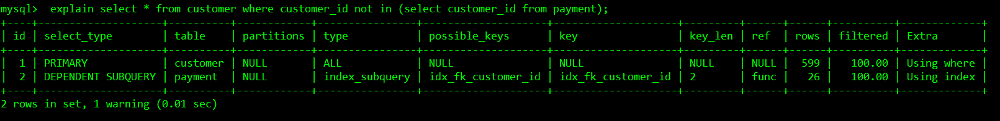 mysql>  explain select * from customer where customer_id not in (select customer_id from payment);
+----+--------------------+----------+------------+----------------+--------------------+--------------------+---------+------+------+----------+-------------+
| id | select_type        | table    | partitions | type           | possible_keys      | key                | key_len | ref  | rows | filtered | Extra       |
+----+--------------------+----------+------------+----------------+--------------------+--------------------+---------+------+------+----------+-------------+
|  1 | PRIMARY            | customer | NULL       | ALL            | NULL               | NULL               | NULL    | NULL |  599 |   100.00 | Using where |
|  2 | DEPENDENT SUBQUERY | payment  | NULL       | index_subquery | idx_fk_customer_id | idx_fk_customer_id | 2       | func |   26 |   100.00 | Using index |
+----+--------------------+----------+------------+----------------+--------------------+--------------------+---------+------+------+----------+-------------+
2 rows in set, 1 warning (0.01 sec)